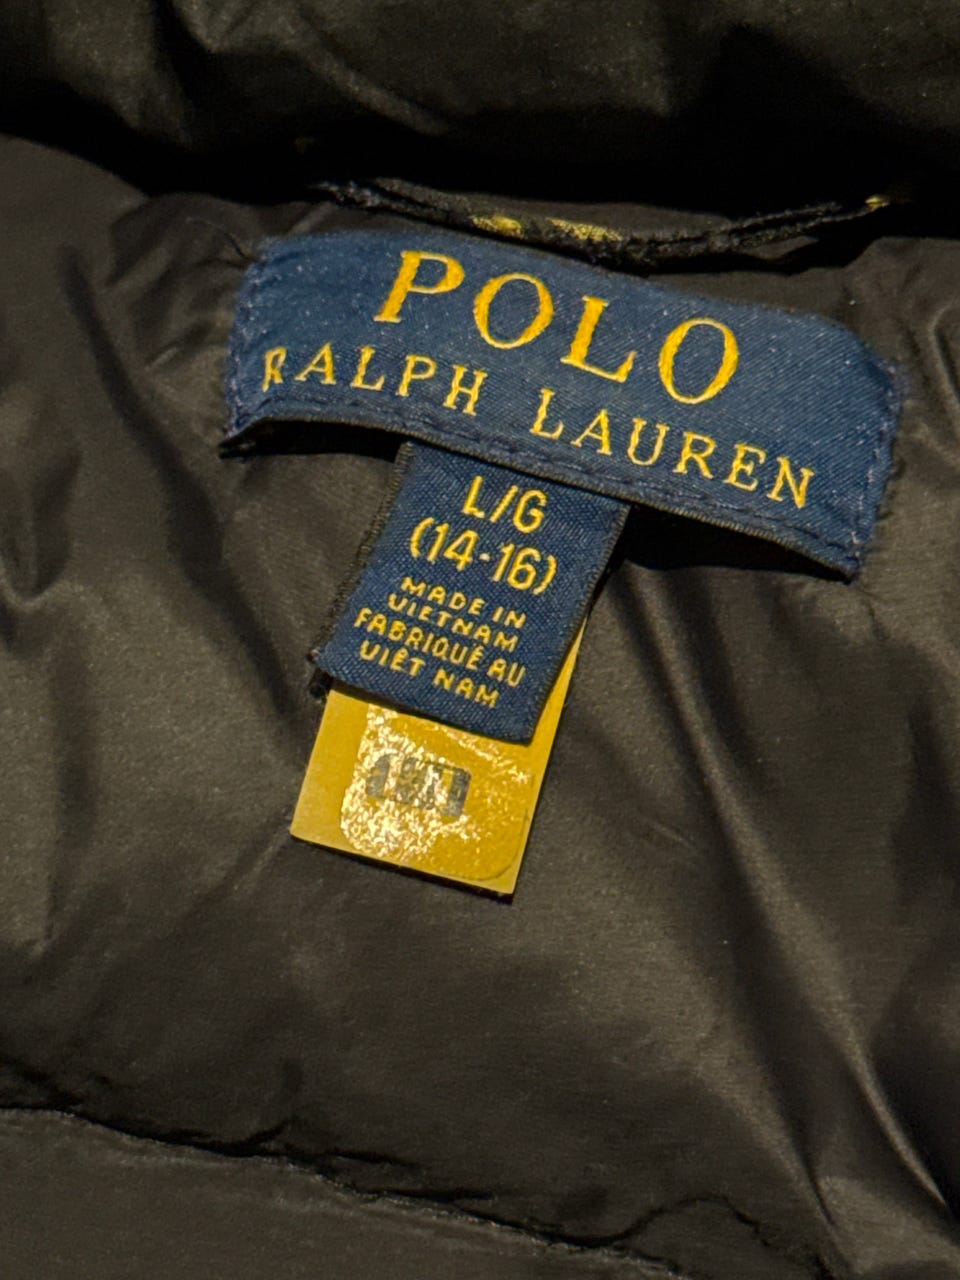 POLO
RALPH LAUREN
L/G
(14-16)
MADE IN
VIETNAM
FABRIQUÉ AU
VIÊT NAM